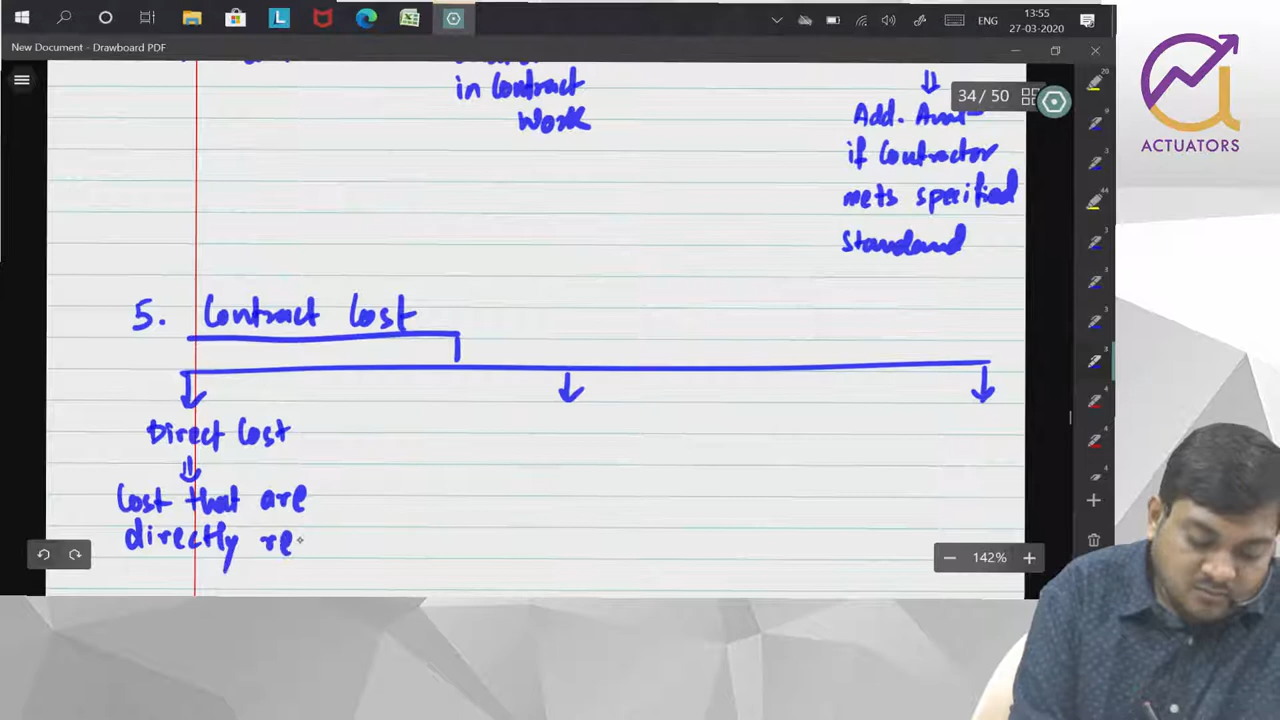 13:55
ENG
27-03-2020
New Document - Drawboard PDF
in Contract
Work
34 / 50
Add. Amt
if Contractor
mets specified
Standard
ACTUATORS
5. Contract Cost
Direct Cost
Cost that are
directly re
142%